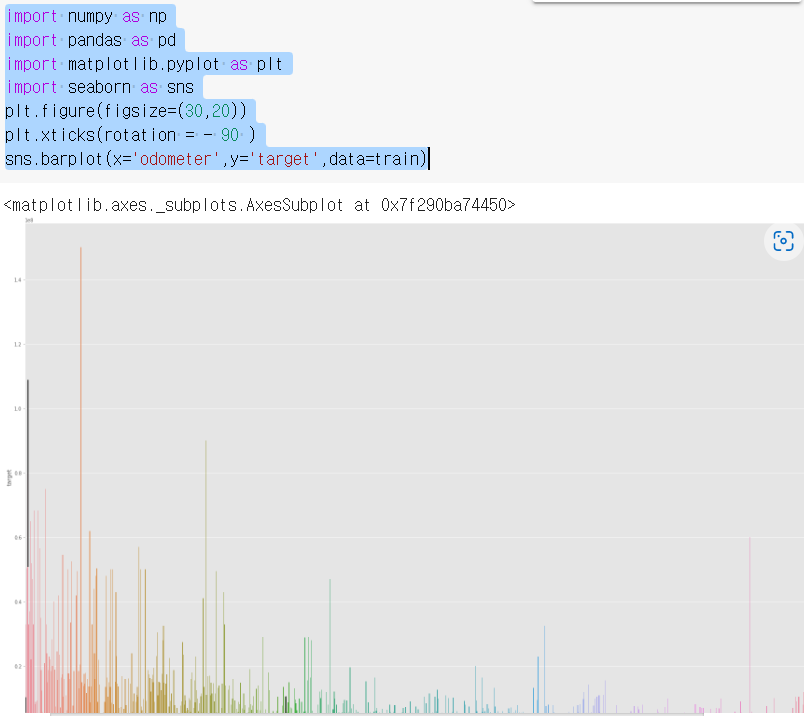 import numpy as np
import pandas as pd
import matplotlib.pyplot as plt
import seaborn as sns
plt.figure(figsize=(30,20))
plt.xticks(rotation = - 90 )
sns.barplot(x='odometer',y='target',data=train)
<matplotlib.axes._subplots.AxesSubplot at 0x7f290ba74450>
1e8
1.4
1.2
1.0
0.8
target
0.6
0.4
0.2